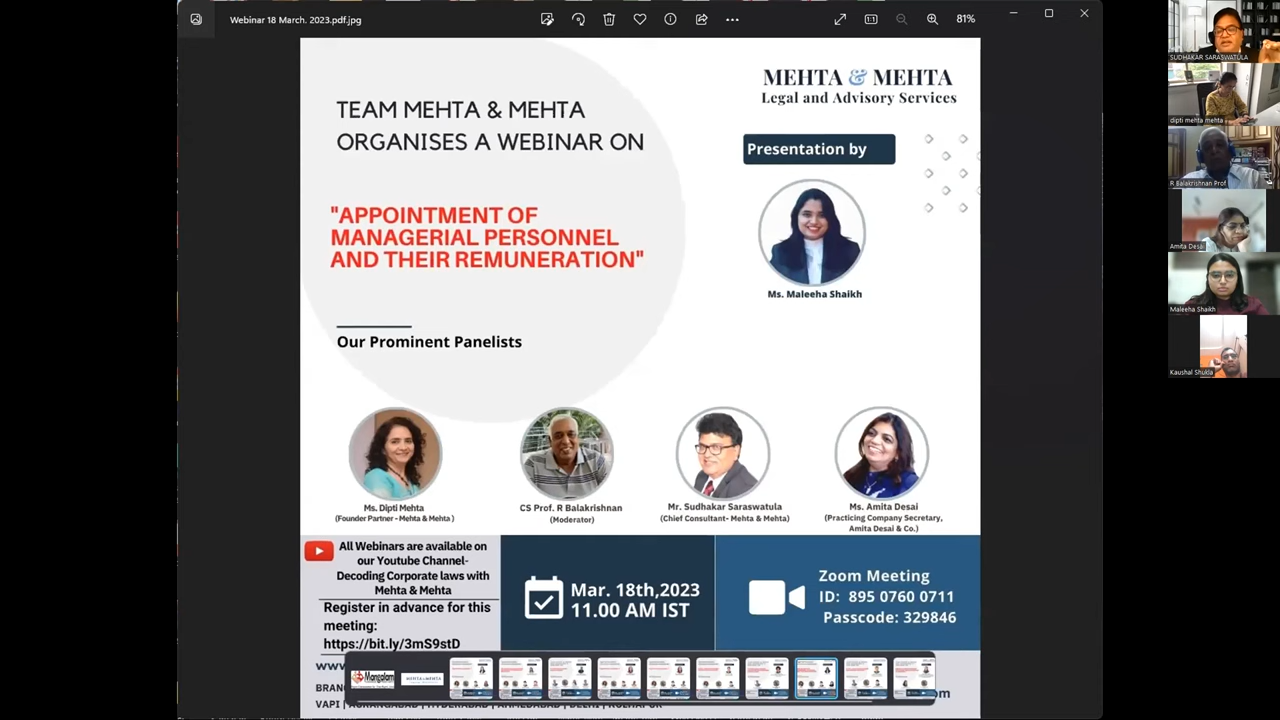 Webinar 18 March. 2023.pdf.jpg
81%
TEAM MEHTA & MEHTA
ORGANISES A WEBINAR ON
MEHTA & MEHTA
Legal and Advisory Services
Presentation by
"APPOINTMENT OF
MANAGERIAL PERSONNEL
AND THEIR REMUNERATION"
Ms. Maleeha Shaikh
Our Prominent Panelists
Ms. Dipti Mehta
(Founder Partner - Mehta & Mehta )
CS Prof. R Balakrishnan
(Moderator)
Mr. Sudhakar Saraswatula
(Chief Consultant- Mehta & Mehta)
Ms. Amita Desai
(Practicing Company Secretary,
Amita Desai & Co.)
All Webinars are available on
our Youtube Channel-
Decoding Corporate laws with
Mehta & Mehta
Register in advance for this
meeting:
https://bit.ly/3mS9stD
Mar. 18th,2023
11.00 AM IST
Zoom Meeting
ID: 895 0760 0711
Passcode: 329846
Mangalam
MEHTA & MEHTA
SUDHAKAR SARASWATULA
dipti mehta mehta
R Balakrishnan Prof
Amita Desai
Maleeha Shaikh
Kaushal Shukla